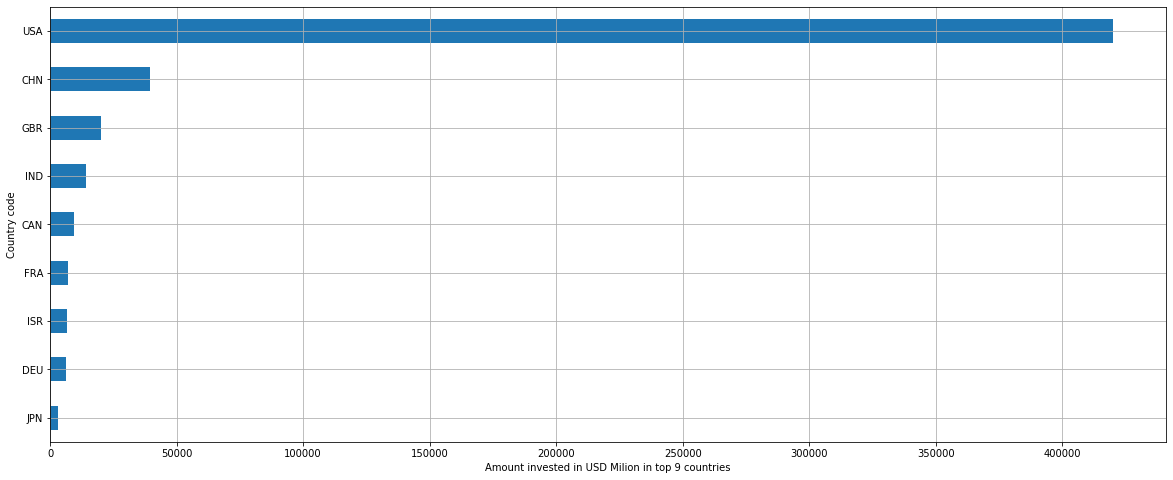 USA
CHN
GBR
IND
CAN
FRA
ISR
DEU
JPN
Country code
0 50000 100000 150000 200000 250000 300000 350000 400000
Amount invested in USD Milion in top 9 countries